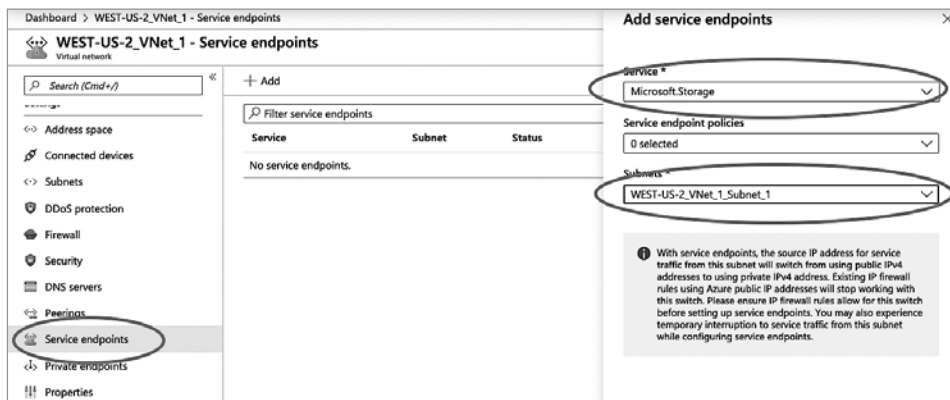 Dashboard > WEST-US-2_VNet_1 - Service endpoints
WEST-US-2_VNet_1 - Service endpoints
Virtual network
Search (Cmd+/)
«
Settings
Address space
Connected devices
Subnets
DDoS protection
Firewall
Security
DNS servers
Peerings
Service endpoints
Private endpoints
Properties
+ Add
Filter service endpoints
Service Subnet Status
No service endpoints.
Add service endpoints
Service *
Microsoft.Storage
Service endpoint policies
0 selected
Subnets *
WEST-US-2_VNet_1_Subnet_1
With service endpoints, the source IP address for service
traffic from this subnet will switch from using public IPv4
addresses to using private IPv4 address. Existing IP firewall
rules using Azure public IP addresses will stop working with
this switch. Please ensure IP firewall rules allow for this switch
before setting up service endpoints. You may also experience
temporary interruption to service traffic from this subnet
while configuring service endpoints.